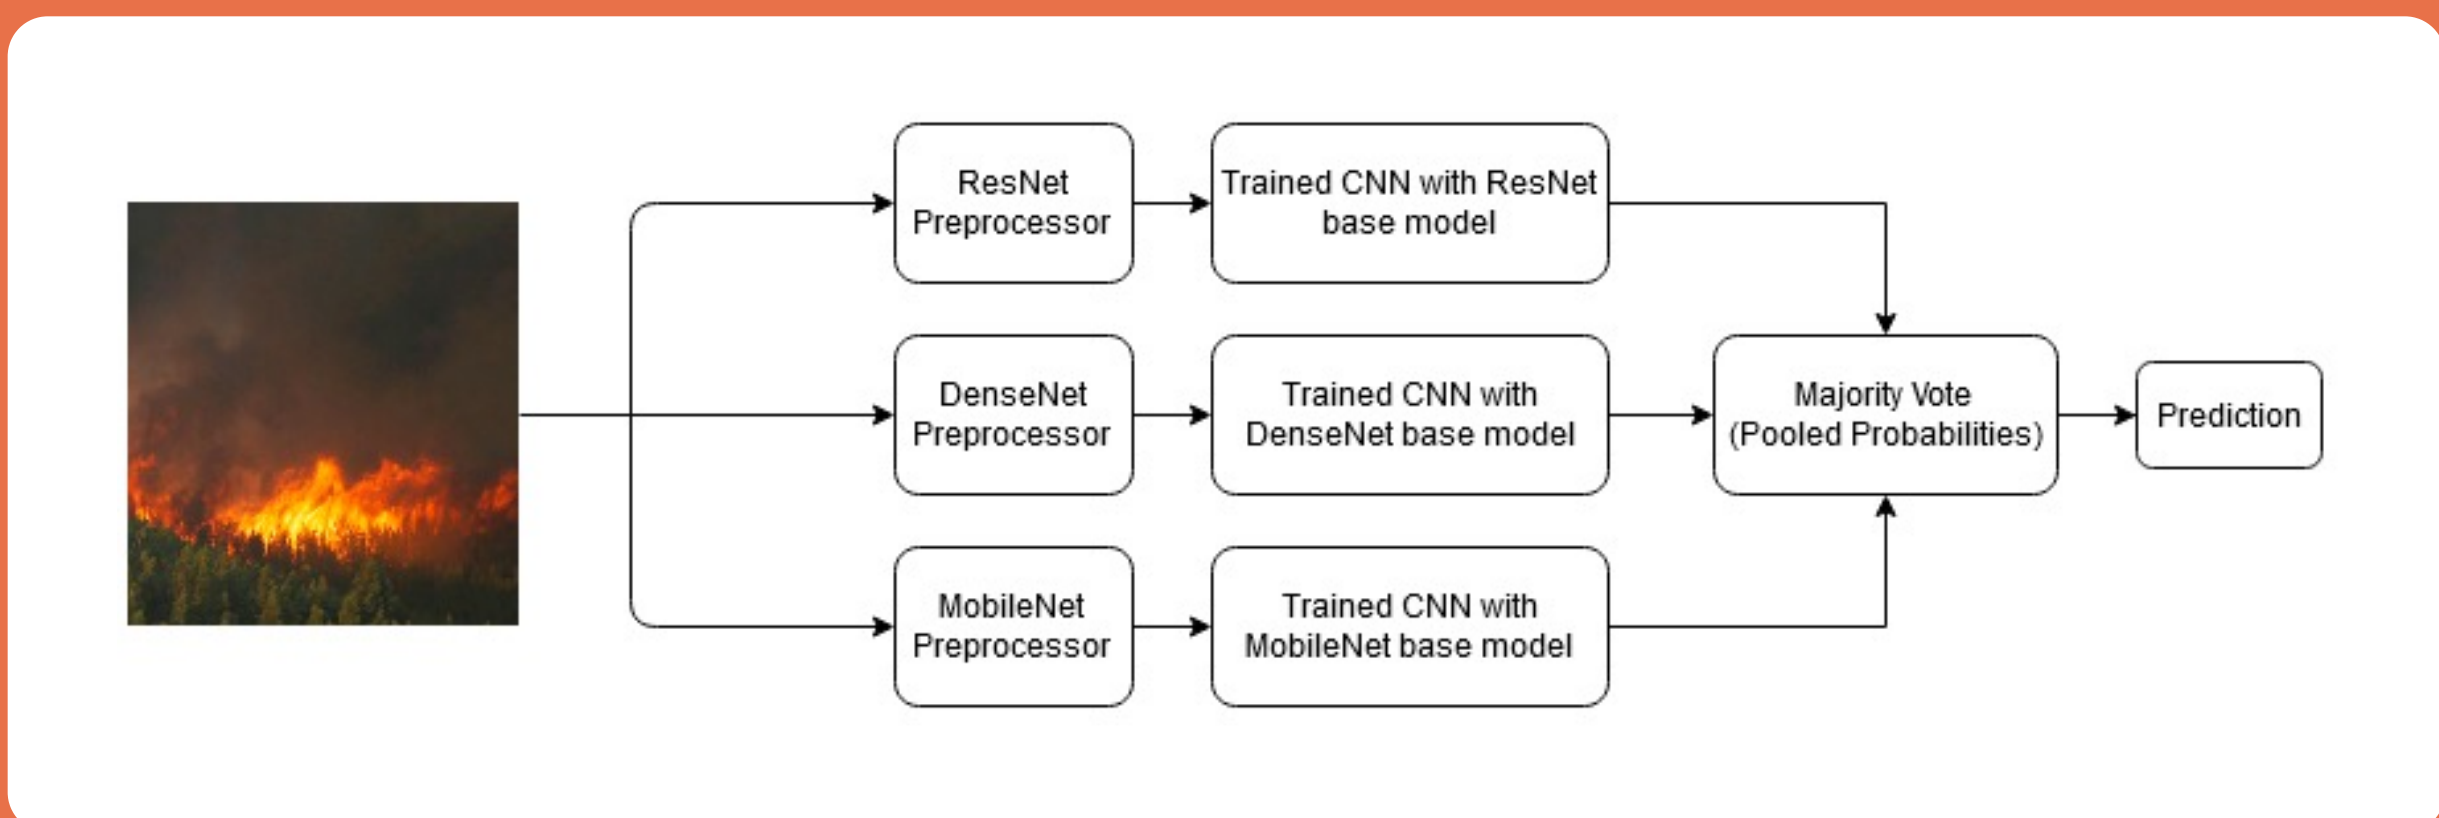 ResNet
Preprocessor
Trained CNN with ResNet
base model
DenseNet
Preprocessor
Trained CNN with
DenseNet base model
Majority Vote
(Pooled Probabilities)
Prediction
MobileNet
Preprocessor
Trained CNN with
MobileNet base model